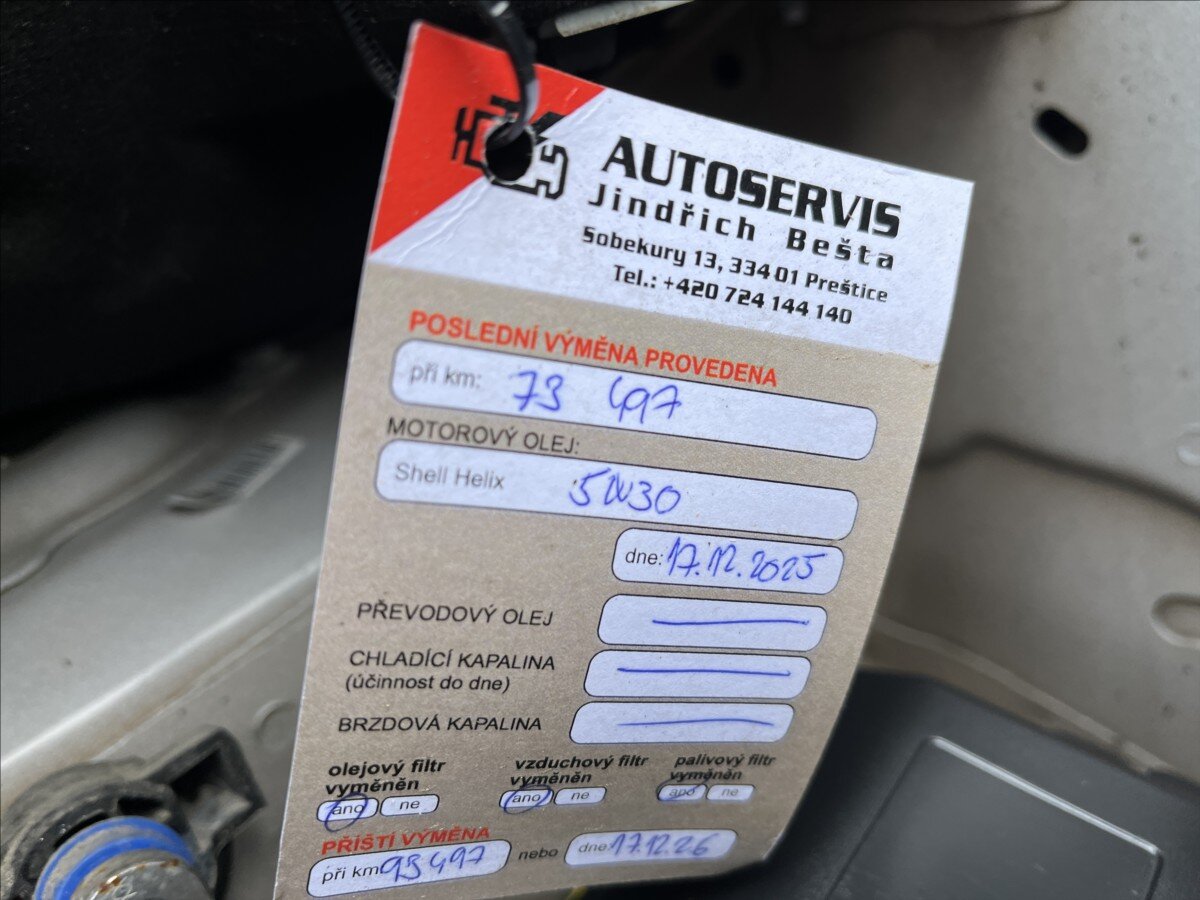 AUTOSERVIS
Jindřich Bešta
Sobekury 13, 334 01 Preštice
Tel.: +420 724 144 140
POSLEDNÍ VÝMĚNA PROVEDENA
při km: 73 497
MOTOROVÝ OLEJ:
Shell Helix 5W30
dne: 17.12.2025
PŘEVODOVÝ OLEJ
CHLADÍCÍ KAPALINA
(účinnost do dne)
BRZDOVÁ KAPALINA
olejový filtr vzduchový filtr palivový filtr
vyměněn vyměněn vyměněn
ano ne ano ne ano ne
PŘÍŠTÍ VÝMĚNA
při km 93497 nebo dne: 17.12.26